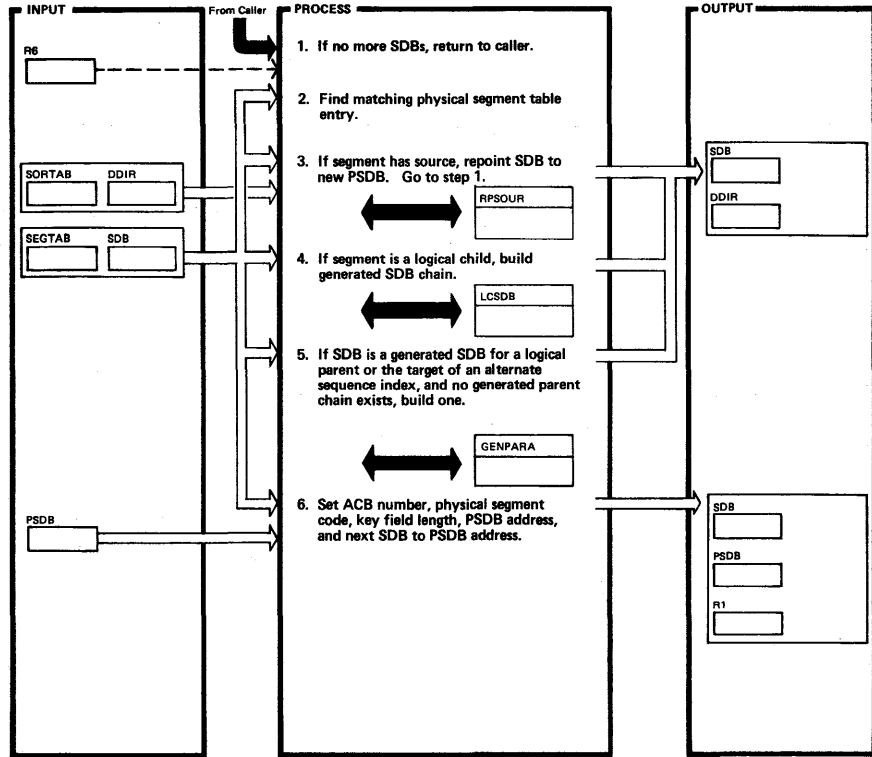 INPUT
From Caller
PROCESS
OUTPUT
R6
1. If no more SDBs, return to caller.
2. Find matching physical segment table
entry.
SORTAB DDIR
3. If segment has source, repoint SDB to
new PSDB. Go to step 1.
RPSOUR
SDB
DDIR
SEGTAB SDB
4. If segment is a logical child, build
generated SDB chain.
LCSDB
5. If SDB is a generated SDB for a logical
parent or the target of an alternate
sequence index, and no generated parent
chain exists, build one.
GENPARA
PSDB
6. Set ACB number, physical segment
code, key field length, PSDB address,
and next SDB to PSDB address.
SDB
PSDB
R1